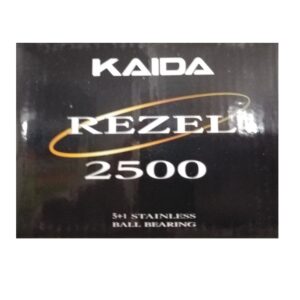 KAIDA
REZEL
2500
5+1 STAINLESS
BALL BEARING